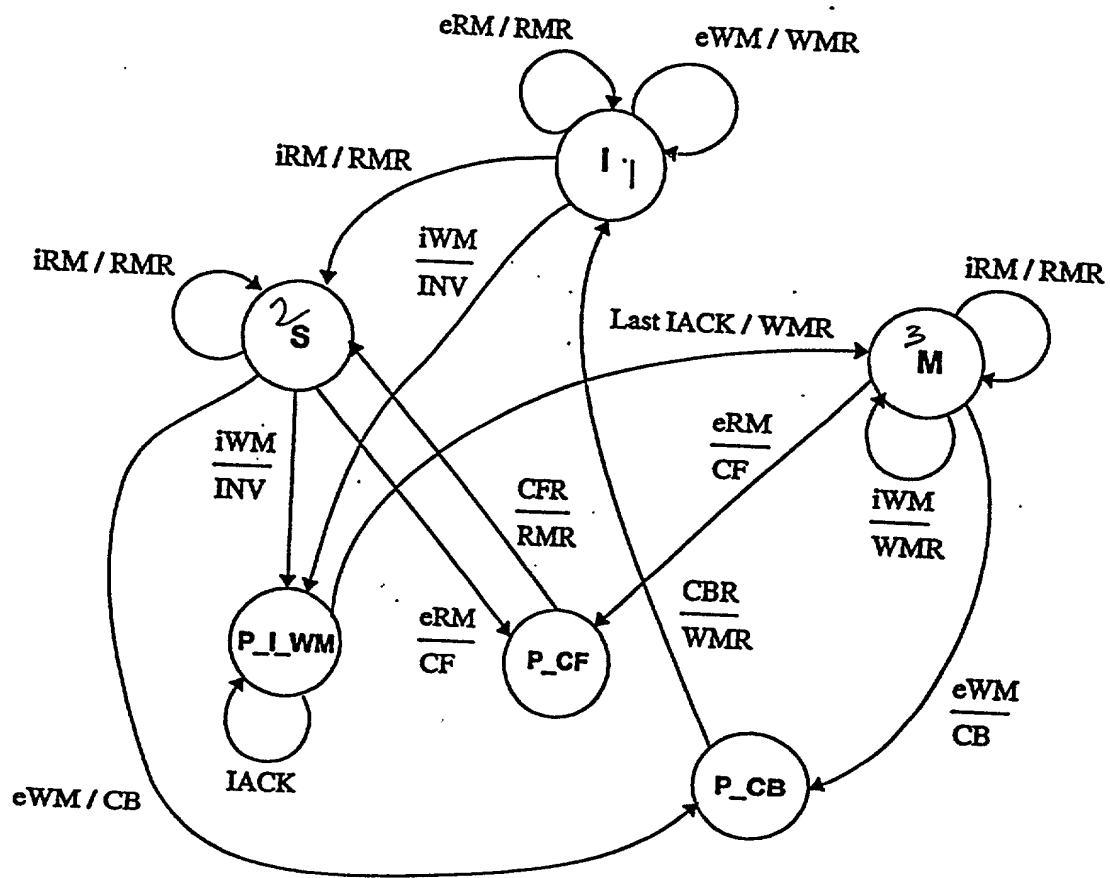 eRM / RMR
eWM / WMR
I 1
iRM / RMR
iWM
INV
iRM / RMR
iRM / RMR
2 S
Last IACK / WMR
3 M
iWM
INV
eRM
CF
CFR
RMR
iWM
WMR
P_I_WM
eRM
CF
P_CF
CBR
WMR
eWM
CB
IACK
P_CB
eWM / CB